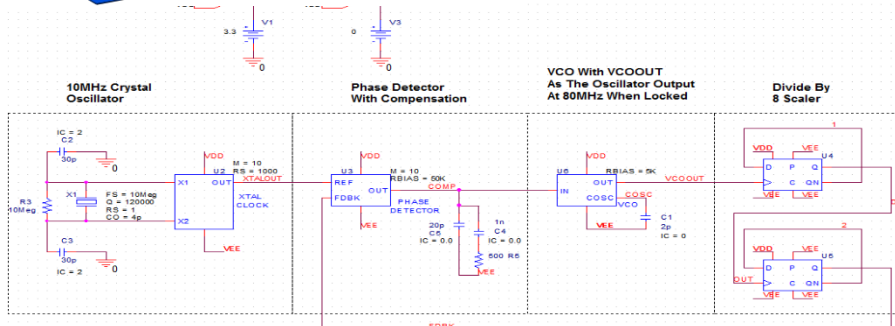 V1
3.3
0
V3
0
0
10MHz Crystal
Oscillator
Phase Detector
With Compensation
VCO With VCOOUT
As The Oscillator Output
At 80MHz When Locked
Divide By
8 Scaler
IC = 2
C2
30p
0
R3
10Meg
X1
FS = 10Meg
Q = 120000
RS = 1
CO = 4p
C3
30p
IC = 2
0
VDD
M = 10
RS = 1000
U2
XTALOUT
X1
OUT
XTAL
CLOCK
X2
VEE
VDD
M = 10
RBIAS = 50K
U3
REF
OUT
COMP
FDBK
PHASE
DETECTOR
VEE
20p
IC = 0.0
1n
C4
IC = 0.0
VEE
VDD
RBIAS = 5K
IN
OUT
VCOOUT
COSC
COSC
VCO
VEE
C1
2p
IC = 0
1
VDD
VEE
U4
D P Q
C QN
VEE
VEE
2
VDD
VEE
D P Q
OUT
C QN
VEE
VEE
FDBK